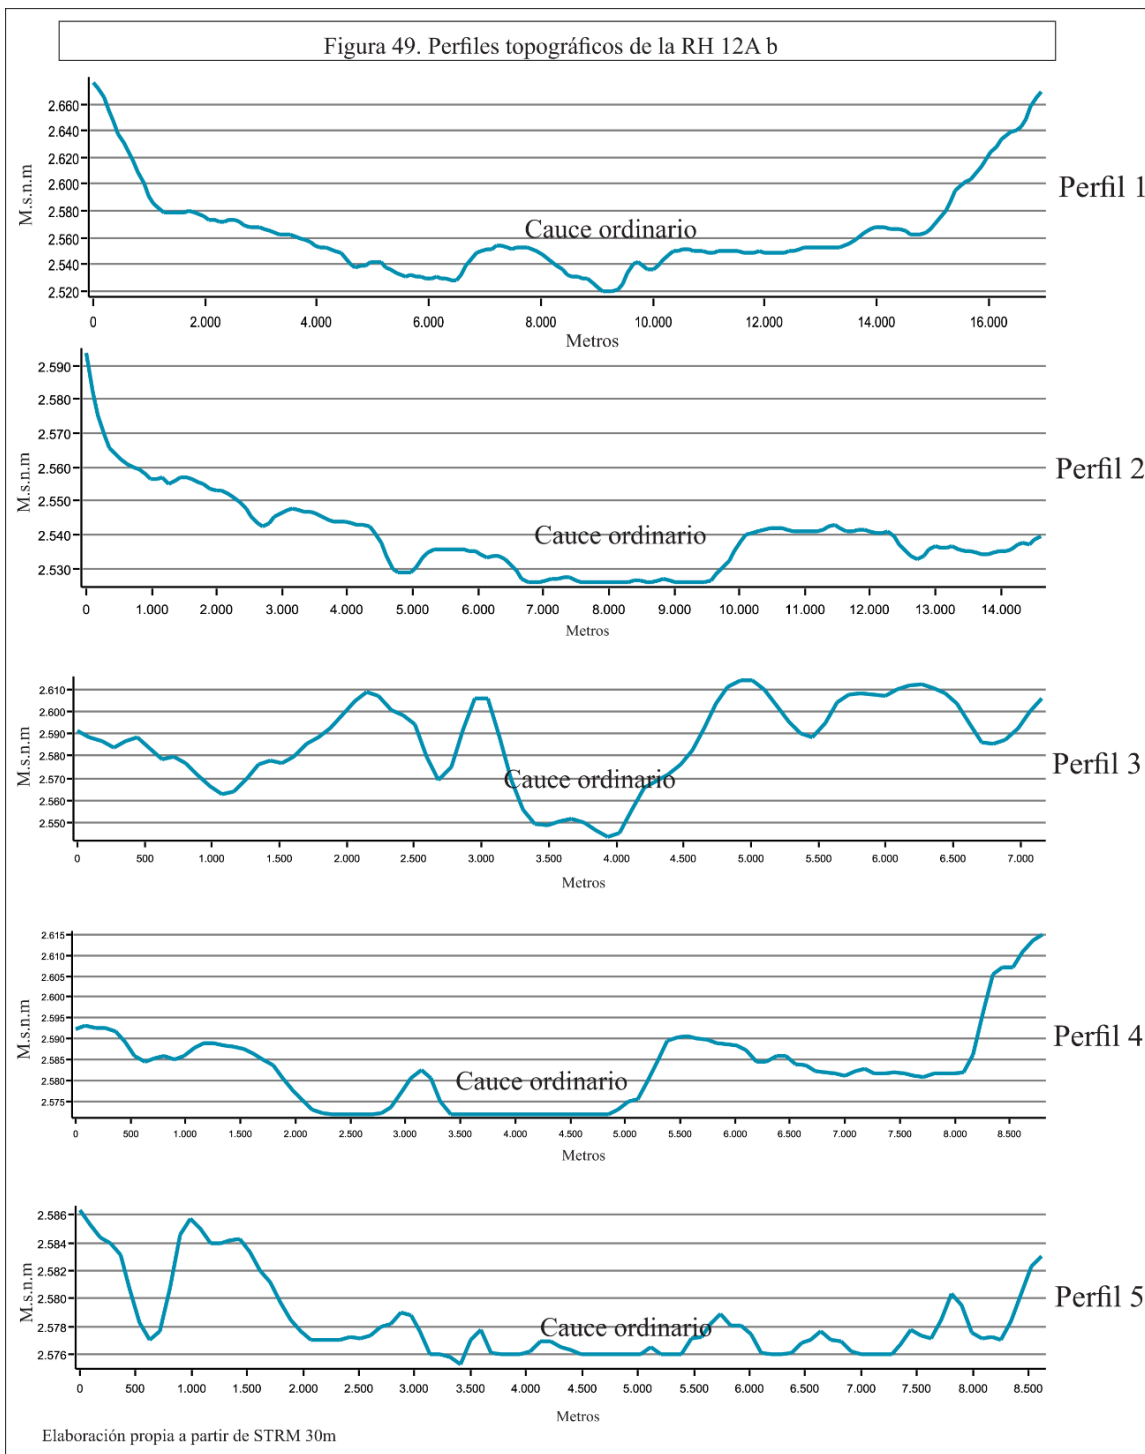 Figura 49. Perfiles topográficos de la RH 12A b
2.660
2.640
2.620
2.600
2.580
2.560
2.540
2.520
M.s.n.m
Cauce ordinario
Perfil 1
0 2.000 4.000 6.000 8.000 10.000 12.000 14.000 16.000
Metros
2.590
2.580
2.570
2.560
2.550
2.540
2.530
M.s.n.m
Cauce ordinario
Perfil 2
0 1.000 2.000 3.000 4.000 5.000 6.000 7.000 8.000 9.000 10.000 11.000 12.000 13.000 14.000
Metros
2.610
2.600
2.590
2.580
2.570
2.560
2.550
M.s.n.m
Cauce ordinario
Perfil 3
0 500 1.000 1.500 2.000 2.500 3.000 3.500 4.000 4.500 5.000 5.500 6.000 6.500 7.000
Metros
2.615
2.610
2.605
2.600
2.595
2.590
2.585
2.580
2.575
M.s.n.m
Cauce ordinario
Perfil 4
0 500 1.000 1.500 2.000 2.500 3.000 3.500 4.000 4.500 5.000 5.500 6.000 6.500 7.000 7.500 8.000 8.500
Metros
2.586
2.584
2.582
2.580
2.578
2.576
M.s.n.m
Cauce ordinario
Perfil 5
0 500 1.000 1.500 2.000 2.500 3.000 3.500 4.000 4.500 5.000 5.500 6.000 6.500 7.000 7.500 8.000 8.500
Metros
Elaboración propia a partir de STRM 30m